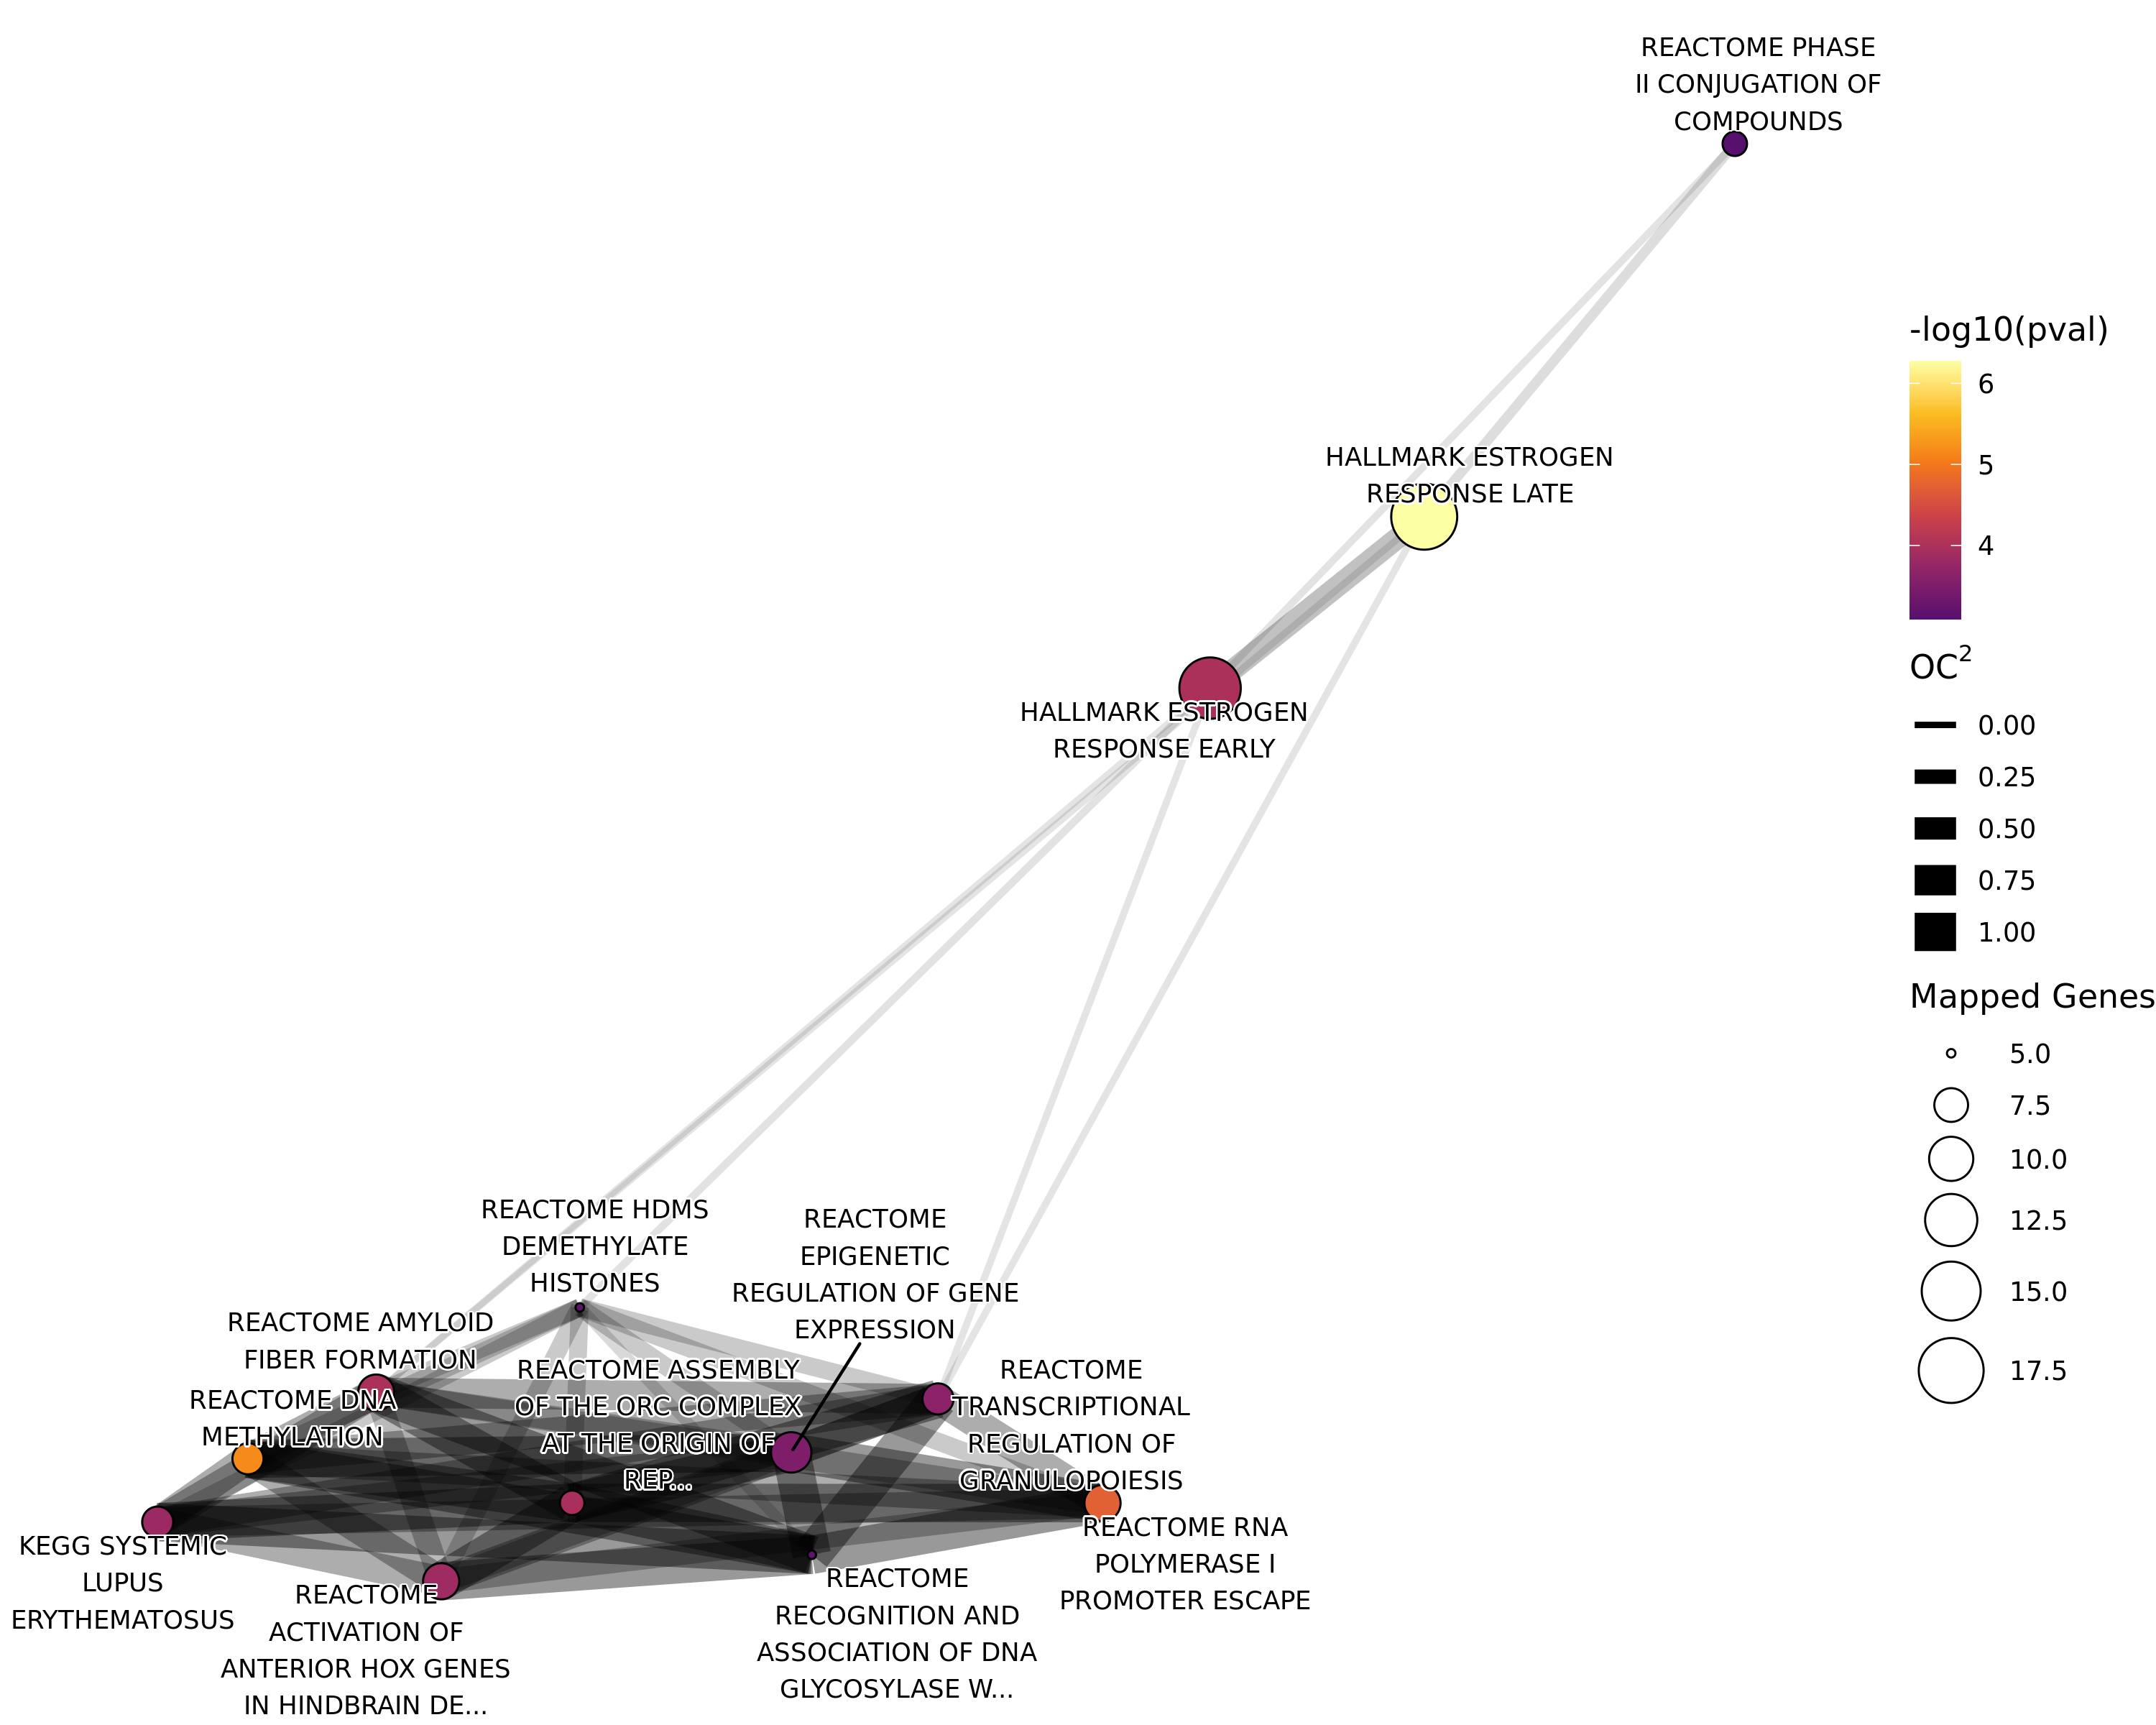 REACTOME PHASE
II CONJUGATION OF
COMPOUNDS
HALLMARK ESTROGEN
RESPONSE LATE
HALLMARK ESTROGEN
RESPONSE EARLY
REACTOME HDMS
DEMETHYLATE
HISTONES
REACTOME
EPIGENETIC
REGULATION OF GENE
EXPRESSION
REACTOME AMYLOID
FIBER FORMATION
REACTOME DNA
METHYLATION
REACTOME ASSEMBLY
OF THE ORC COMPLEX
AT THE ORIGIN OF
REP...
REACTOME
TRANSCRIPTIONAL
REGULATION OF
GRANULOPOIESIS
KEGG SYSTEMIC
LUPUS
ERYTHEMATOSUS
REACTOME
ACTIVATION OF
ANTERIOR HOX GENES
IN HINDBRAIN DE...
REACTOME
RECOGNITION AND
ASSOCIATION OF DNA
GLYCOSYLASE W...
REACTOME RNA
POLYMERASE I
PROMOTER ESCAPE
-log10(pval)
6
5
4
OC²
0.00
0.25
0.50
0.75
1.00
Mapped Genes
5.0
7.5
10.0
12.5
15.0
17.5